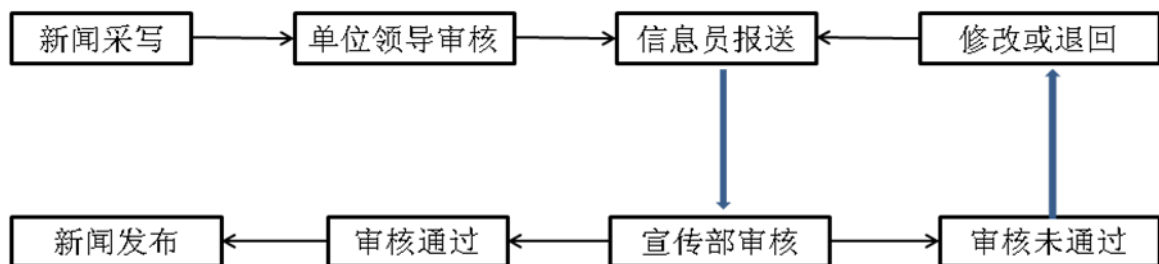 新闻采写
单位领导审核
信息员报送
修改或退回
新闻发布
审核通过
宣传部审核
审核未通过